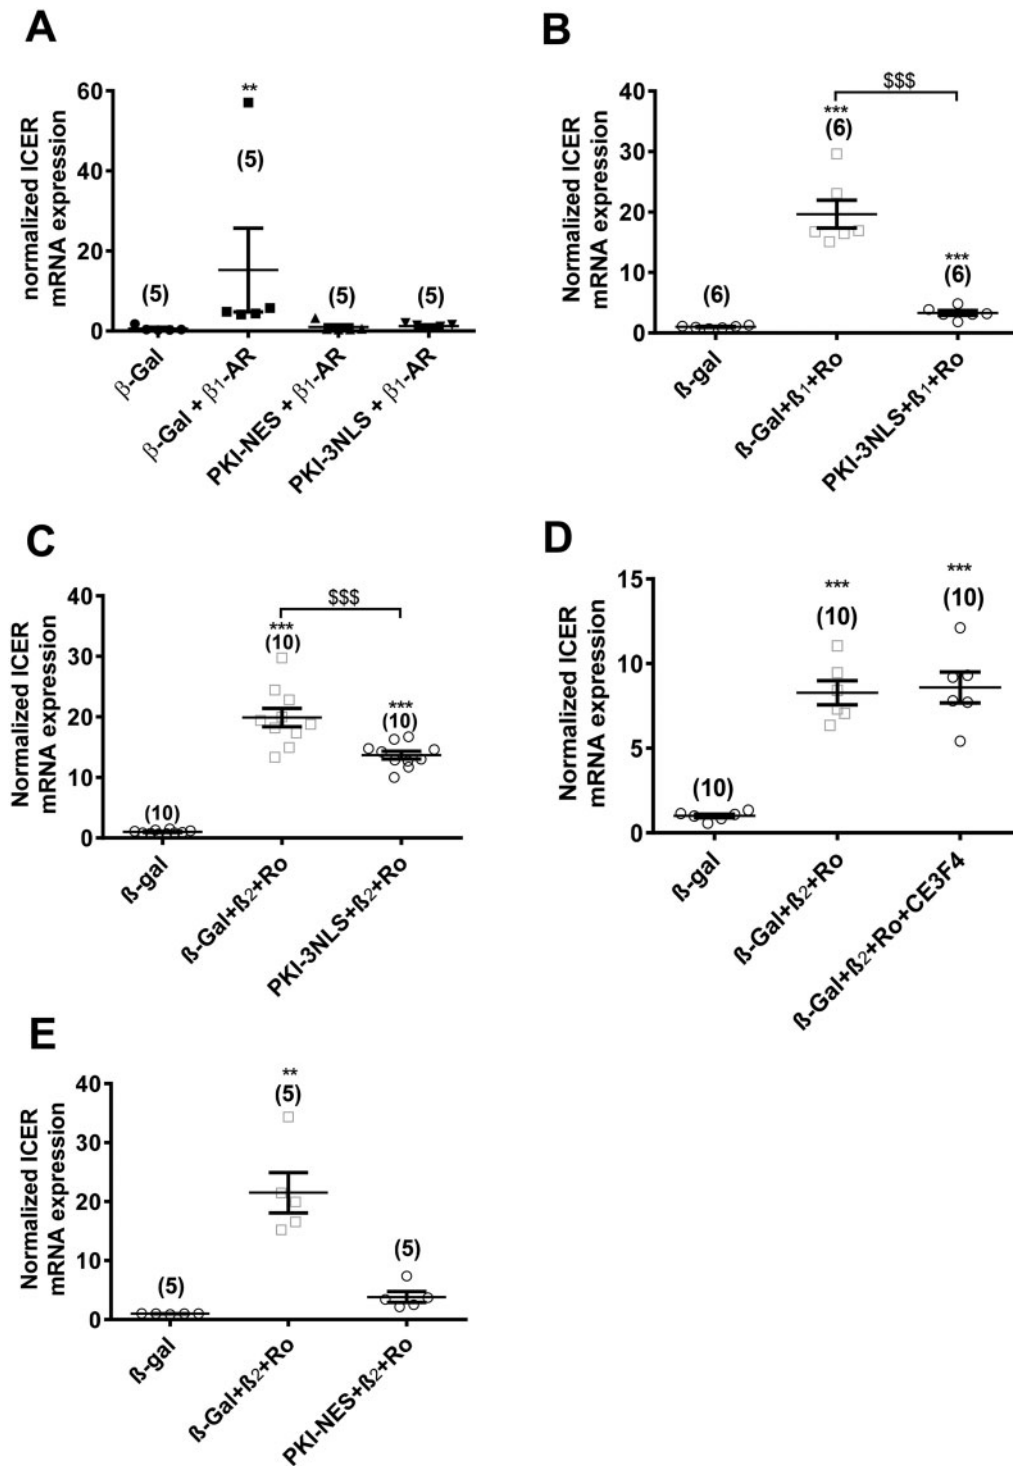 A
normalized ICER
mRNA expression
60
40
20
0
**
(5)
(5)
(5)
(5)
β-Gal
β-Gal + β1-AR
PKI-NES + β1-AR
PKI-3NLS + β1-AR
B
Normalized ICER
mRNA expression
40
30
20
10
0
$$$
***
(6)
***
(6)
(6)
ß-gal
ß-Gal+ß1+Ro
PKI-3NLS+ß1+Ro
C
Normalized ICER
mRNA expression
40
30
20
10
0
$$$
***
(10)
***
(10)
(10)
ß-gal
ß-Gal+ß2+Ro
PKI-3NLS+ß2+Ro
D
Normalized ICER
mRNA expression
15
10
5
0
***
(10)
***
(10)
(10)
ß-gal
ß-Gal+ß2+Ro
ß-Gal+ß2+Ro+CE3F4
E
Normalized ICER
mRNA expression
40
30
20
10
0
**
(5)
(5)
(5)
ß-gal
ß-Gal+ß2+Ro
PKI-NES+ß2+Ro